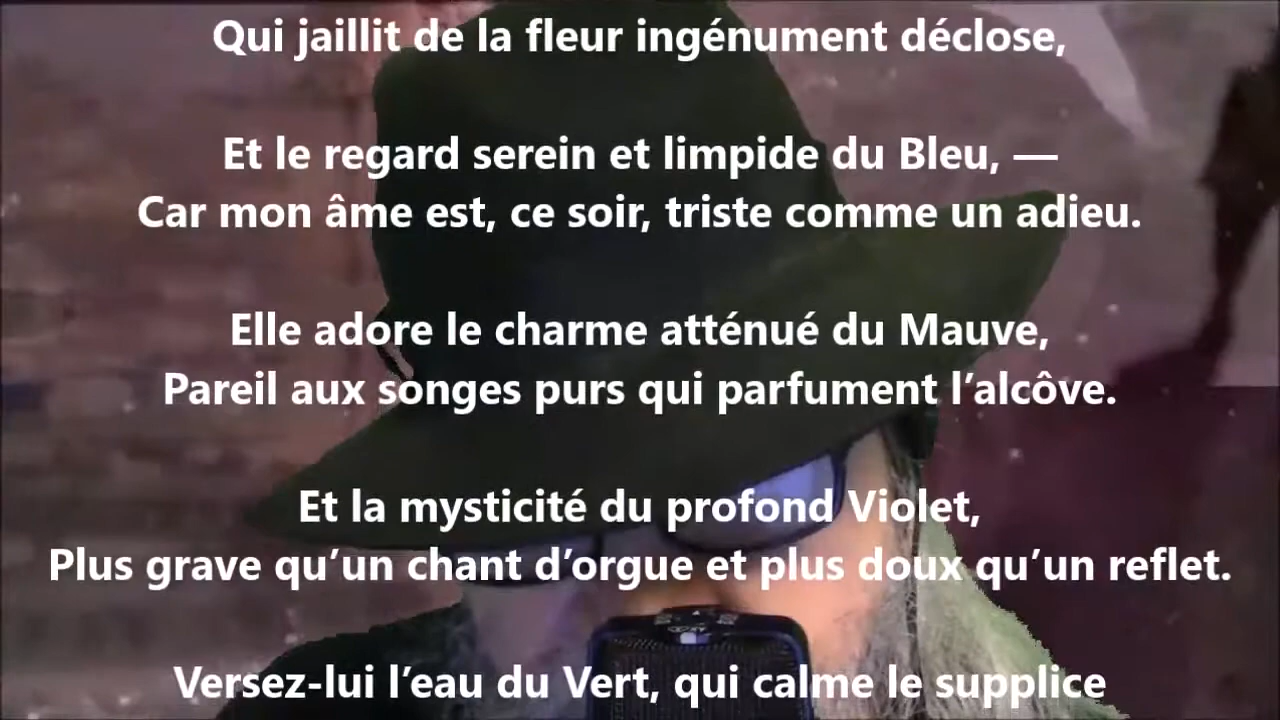 Qui jaillit de la fleur ingénument déclose,
Et le regard serein et limpide du Bleu, —
Car mon âme est, ce soir, triste comme un adieu.
Elle adore le charme atténué du Mauve,
Pareil aux songes purs qui parfument l’alcôve.
Et la mysticité du profond Violet,
Plus grave qu’un chant d’orgue et plus doux qu’un reflet.
Versez-lui l’eau du Vert, qui calme le supplice